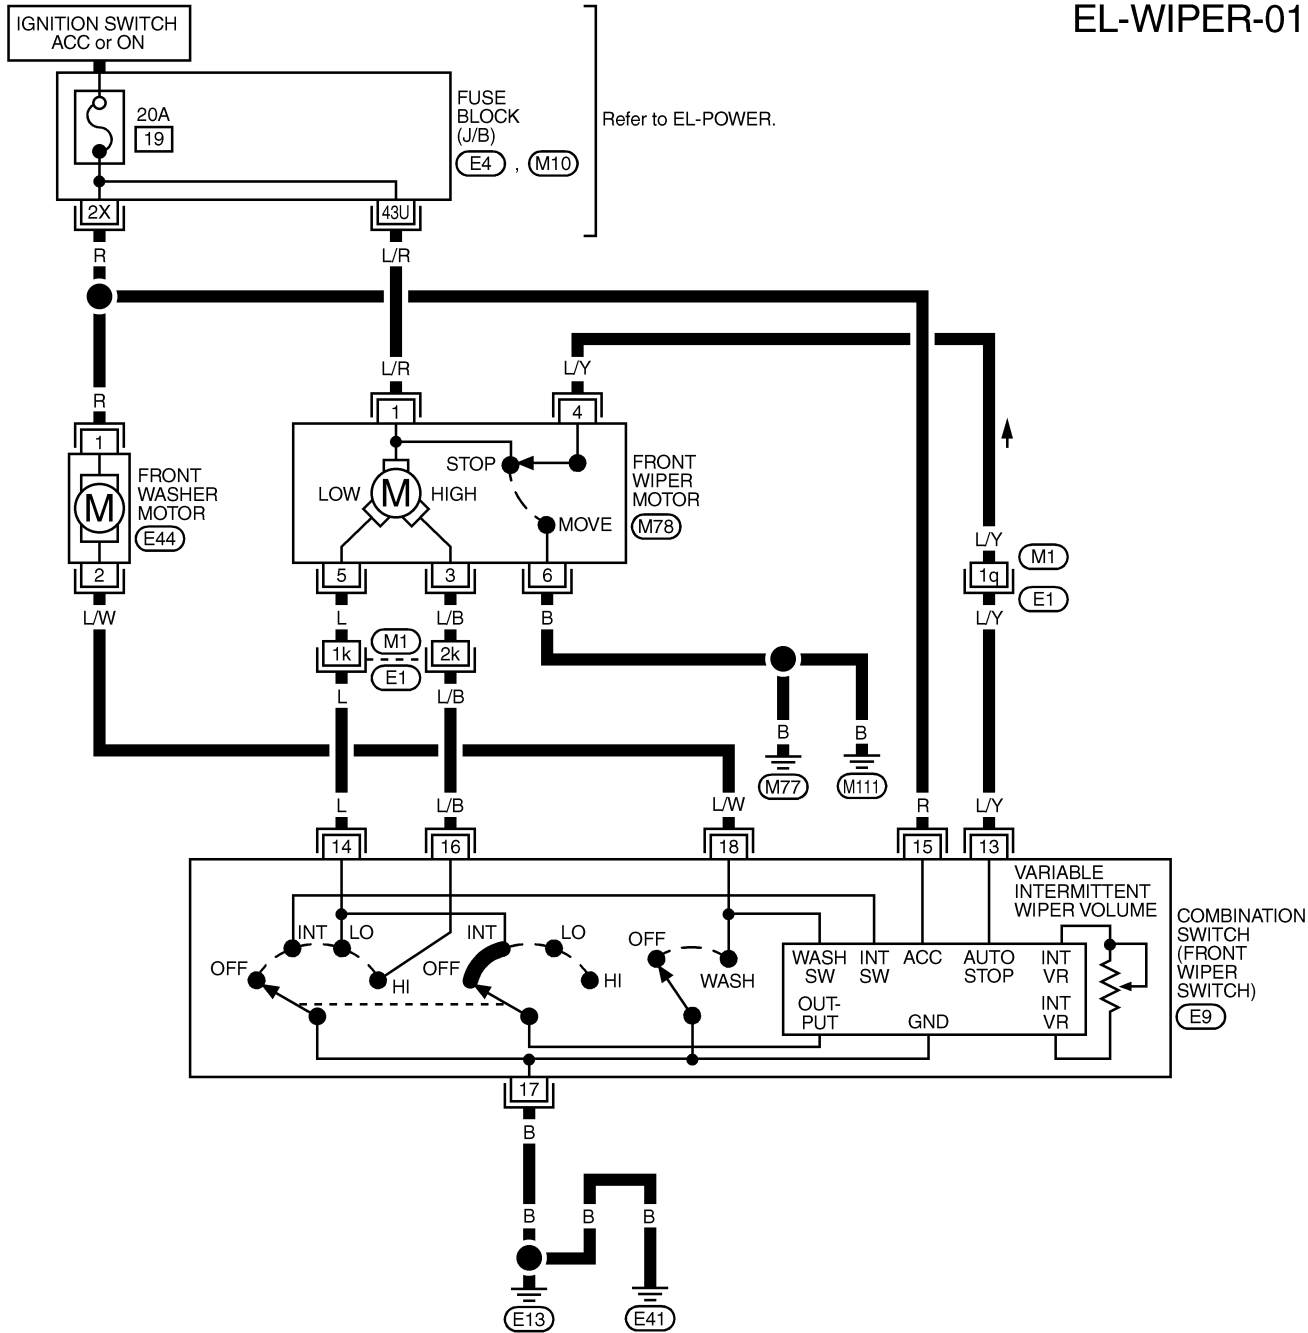 EL-WIPER-01
IGNITION SWITCH
ACC or ON
20A
19
FUSE
BLOCK
(J/B)
E4 , M10
Refer to EL-POWER.
2X
43U
R
L/R
L/R
L/Y
R
1
4
1
STOP
LOW
M
HIGH
MOVE
FRONT
WIPER
MOTOR
M78
M
FRONT
WASHER
MOTOR
E44
L/Y
M1
1q
E1
L/Y
2
5
3
6
L/W
L
L/B
B
1k
M1
E1
2k
L
L/B
B
B
M77
M111
L
L/B
L/W
R
L/Y
14
16
18
15
13
VARIABLE
INTERMITTENT
WIPER VOLUME
COMBINATION
SWITCH
(FRONT
WIPER
SWITCH)
E9
OFF
INT
LO
HI
OFF
INT
LO
HI
OFF
WASH
WASH
SW
INT
SW
ACC
AUTO
STOP
INT
VR
OUT-
PUT
GND
INT
VR
17
B
B
B
B
E13
E41